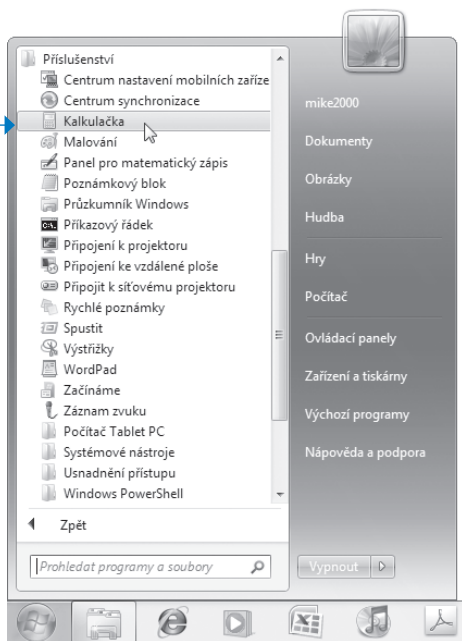 Příslušenství
Centrum nastavení mobilních zaříze
Centrum synchronizace
Kalkulačka
Malování
Panel pro matematický zápis
Poznámkový blok
Průzkumník Windows
Příkazový řádek
Připojení k projektoru
Připojení ke vzdálené ploše
Připojit k síťovému projektoru
Rychlé poznámky
Spustit
Výstřižky
WordPad
Začínáme
Záznam zvuku
Počítač Tablet PC
Systémové nástroje
Usnadnění přístupu
Windows PowerShell
Zpět
Prohledat programy a soubory
mike2000
Dokumenty
Obrázky
Hudba
Hry
Počítač
Ovládací panely
Zařízení a tiskárny
Výchozí programy
Nápověda a podpora
Vypnout